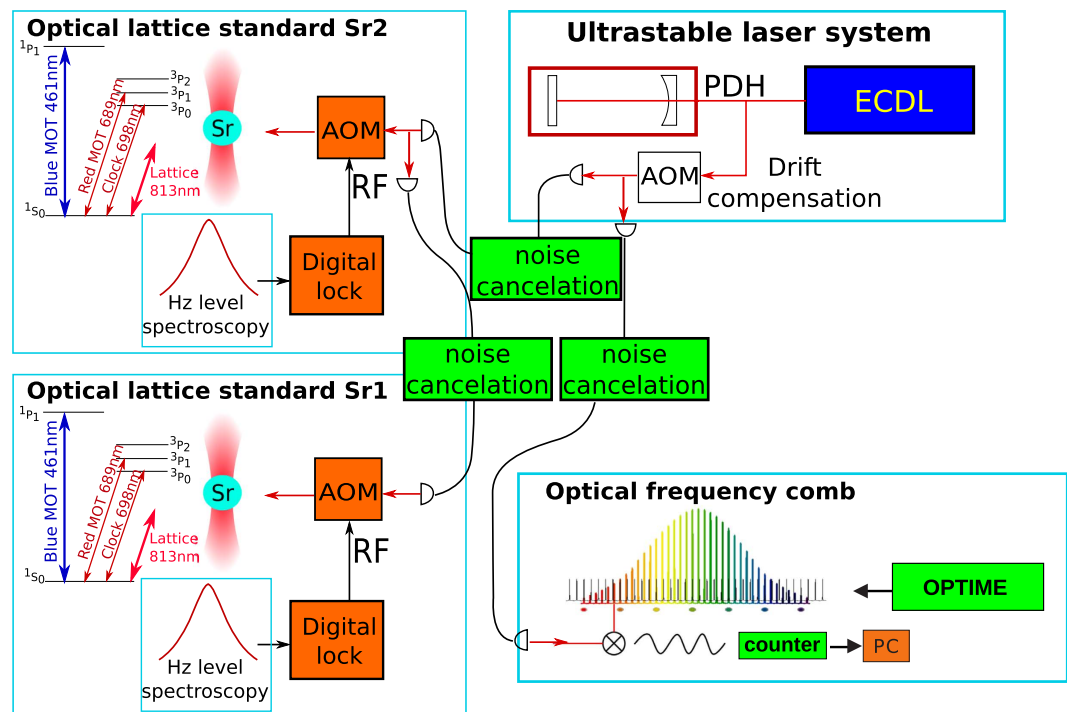 Optical lattice standard Sr2
¹P₁
Blue MOT 461nm
³P₂
³P₁
³P₀
Red MOT 689nm
Clock 698nm
Lattice
813nm
¹S₀
Sr
AOM
RF
Digital
lock
Hz level
spectroscopy
Ultrastable laser system
PDH
ECDL
AOM
Drift
compensation
noise
cancelation
noise
cancelation
noise
cancelation
Optical lattice standard Sr1
¹P₁
Blue MOT 461nm
³P₂
³P₁
³P₀
Red MOT 689nm
Clock 698nm
Lattice
813nm
¹S₀
Sr
AOM
RF
Digital
lock
Hz level
spectroscopy
Optical frequency comb
OPTIME
counter
PC